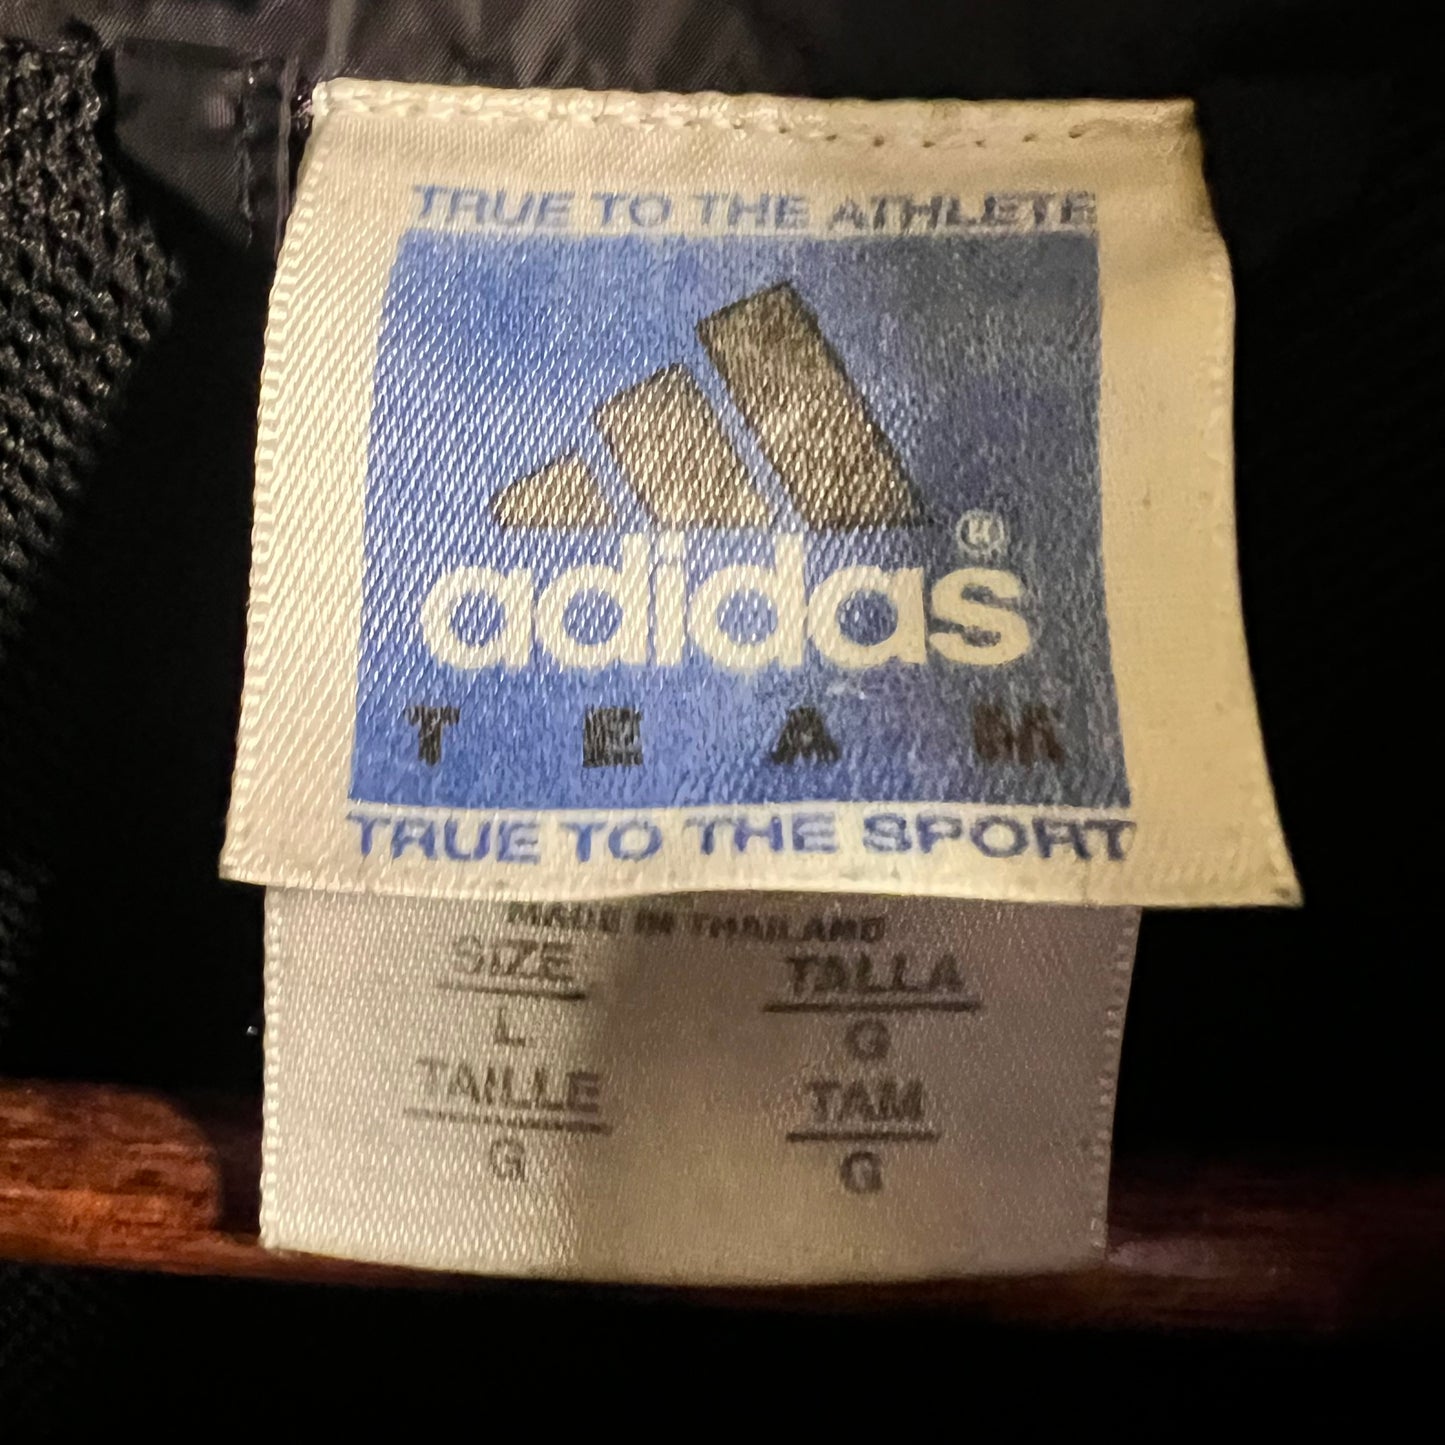 TRUE TO THE ATHLETE
adidas®
TEAM
TRUE TO THE SPORT
MADE IN THAILAND
SIZE TALLA
L G
TAILLE TAM
G G